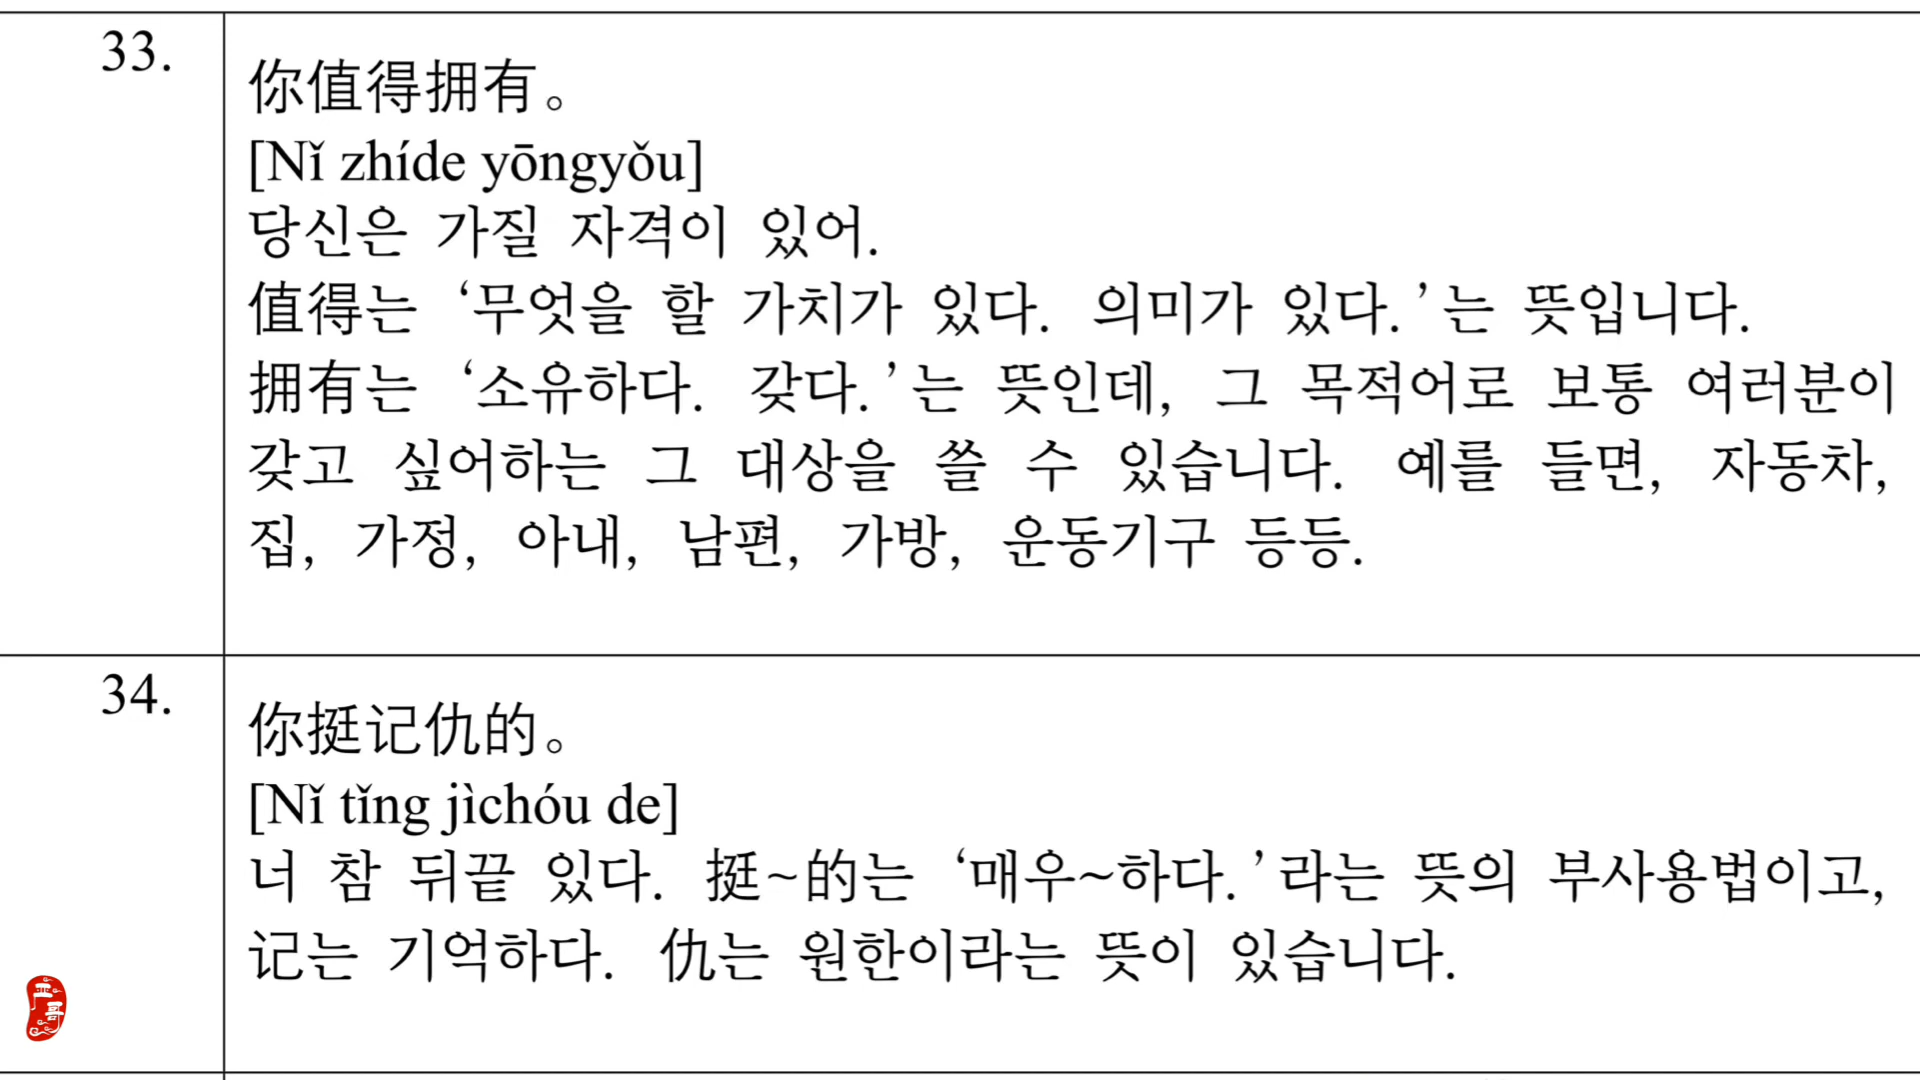 33.
你值得拥有。
[Nǐ zhíde yōngyǒu]
당신은 가질 자격이 있어.
值得는 ‘무엇을 할 가치가 있다. 의미가 있다.’는 뜻입니다.
拥有는 ‘소유하다. 갖다.’는 뜻인데, 그 목적어로 보통 여러분이
갖고 싶어하는 그 대상을 쓸 수 있습니다. 예를 들면, 자동차,
집, 가정, 아내, 남편, 가방, 운동기구 등등.
34.
你挺记仇的。
[Nǐ tǐng jìchóu de]
너 참 뒤끝 있다. 挺~的는 ‘매우~하다.’라는 뜻의 부사용법이고,
记는 기억하다. 仇는 원한이라는 뜻이 있습니다.
二哥